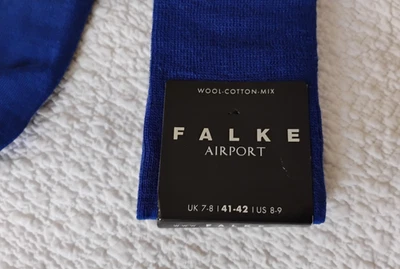 WOOL-COTTON-MIX
FALKE
AIRPORT
UK 7-8 | 41-42 | US 8-9